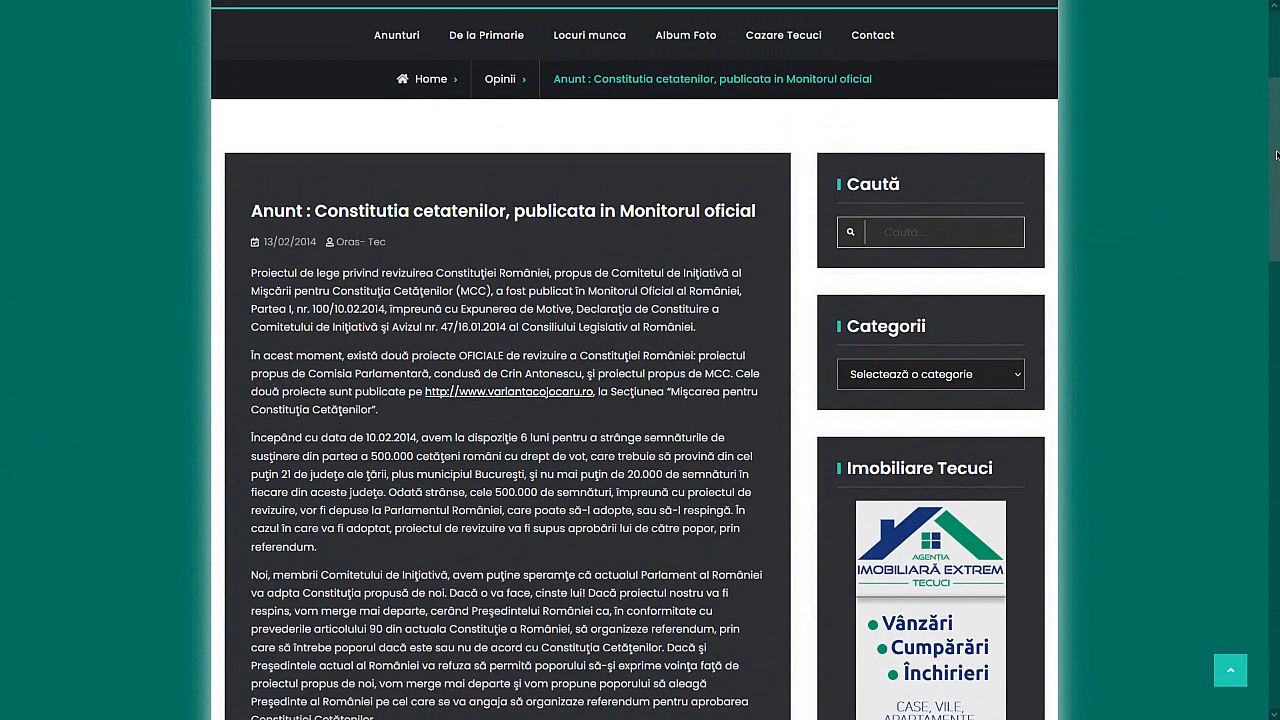 Anunturi De la Primarie Locuri munca Album Foto Cazare Tecuci Contact
Home › Opinii › Anunt : Constitutia cetatenilor, publicata in Monitorul oficial
Anunt : Constitutia cetatenilor, publicata in Monitorul oficial
13/02/2014 Oras- Tec
Proiectul de lege privind revizuirea Constituţiei României, propus de Comitetul de Iniţiativă al
Mişcării pentru Constituţia Cetăţenilor (MCC), a fost publicat în Monitorul Oficial al României,
Partea I, nr. 100/10.02.2014, împreună cu Expunerea de Motive, Declaraţia de Constituire a
Comitetului de Iniţiativă şi Avizul nr. 47/16.01.2014 al Consiliului Legislativ al României.
În acest moment, există două proiecte OFICIALE de revizuire a Constituţiei României: proiectul
propus de Comisia Parlamentară, condusă de Crin Antonescu, şi proiectul propus de MCC. Cele
două proiecte sunt publicate pe http://www.variantacojocaru.ro, la Secţiunea “Mişcarea pentru
Constituţia Cetăţenilor”.
Începând cu data de 10.02.2014, avem la dispoziţie 6 luni pentru a strânge semnăturile de
susţinere din partea a 500.000 cetăţeni români cu drept de vot, care trebuie să provină din cel
puţin 21 de judeţe ale ţării, plus municipiul Bucureşti, şi nu mai puţin de 20.000 de semnături în
fiecare din aceste judeţe. Odată strânse, cele 500.000 de semnături, împreună cu proiectul de
revizuire, vor fi depuse la Parlamentul României, care poate să-l adopte, sau să-l respingă. În
cazul în care va fi adoptat, proiectul de revizuire va fi supus aprobării lui de către popor, prin
referendum.
Noi, membrii Comitetului de Iniţiativă, avem puţine speranţe că actualul Parlament al României
va adpta Constituţia propusă de noi. Dacă o va face, cinste lui! Dacă proiectul nostru va fi
respins, vom merge mai departe, cerând Preşedintelui României ca, în conformitate cu
prevederile articolului 90 din actuala Constituţie a României, să organizeze referendum, prin
care să întrebe poporul dacă este sau nu de acord cu Constituţia Cetăţenilor. Dacă şi
Preşedintele actual al României va refuza să permită poporului să-şi exprime voinţa faţă de
proiectul propus de noi, vom merge mai departe şi vom propune poporului să aleagă
Preşedinte al României pe cel care se va angaja să organizeze referendum pentru aprobarea
Constituţiei Cetăţenilor.
Caută
Caută...
Categorii
Selectează o categorie
Imobiliare Tecuci
AGENŢIA
IMOBILIARĂ EXTREM
TECUCI
Vânzări
Cumpărări
Închirieri
CASE, VILE,
APARTAMENTE